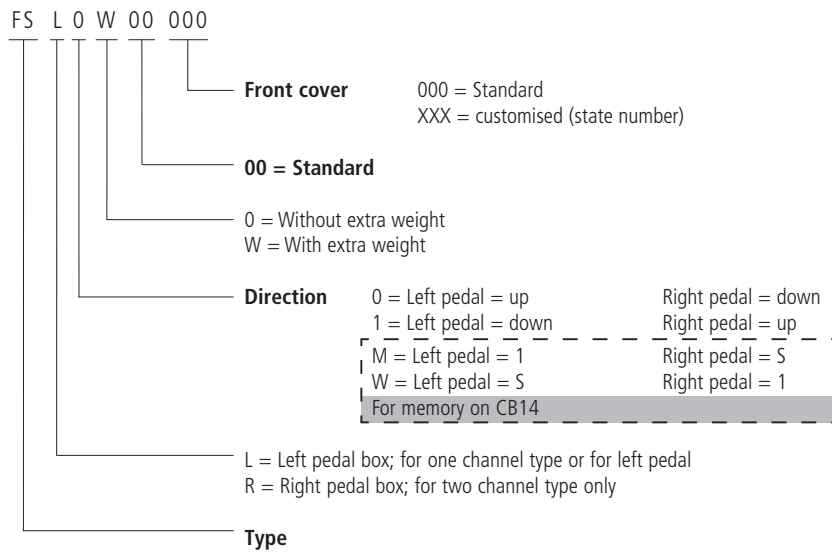 FS L 0 W 00 000
Front cover 000 = Standard
XXX = customised (state number)
00 = Standard
0 = Without extra weight
W = With extra weight
Direction 0 = Left pedal = up Right pedal = down
1 = Left pedal = down Right pedal = up
M = Left pedal = 1 Right pedal = S
W = Left pedal = S Right pedal = 1
For memory on CB14
L = Left pedal box; for one channel type or for left pedal
R = Right pedal box; for two channel type only
Type